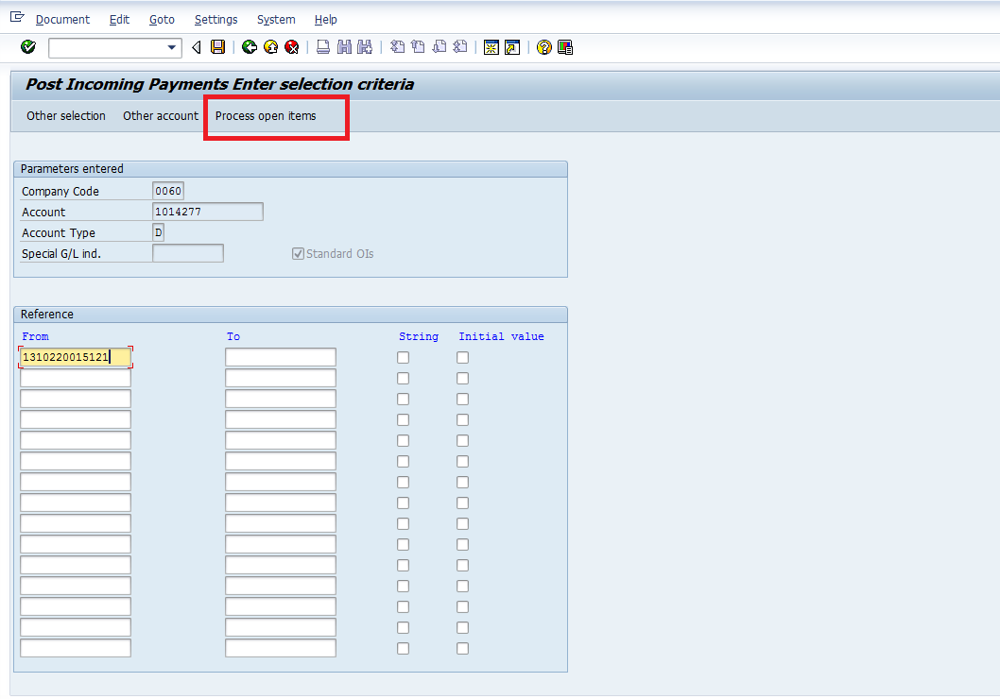 Document Edit Goto Settings System Help
Post Incoming Payments Enter selection criteria
Other selection Other account Process open items
Parameters entered
Company Code 0060
Account 1014277
Account Type D
Special G/L ind. Standard OIs
Reference
From To String Initial value
1310220015121